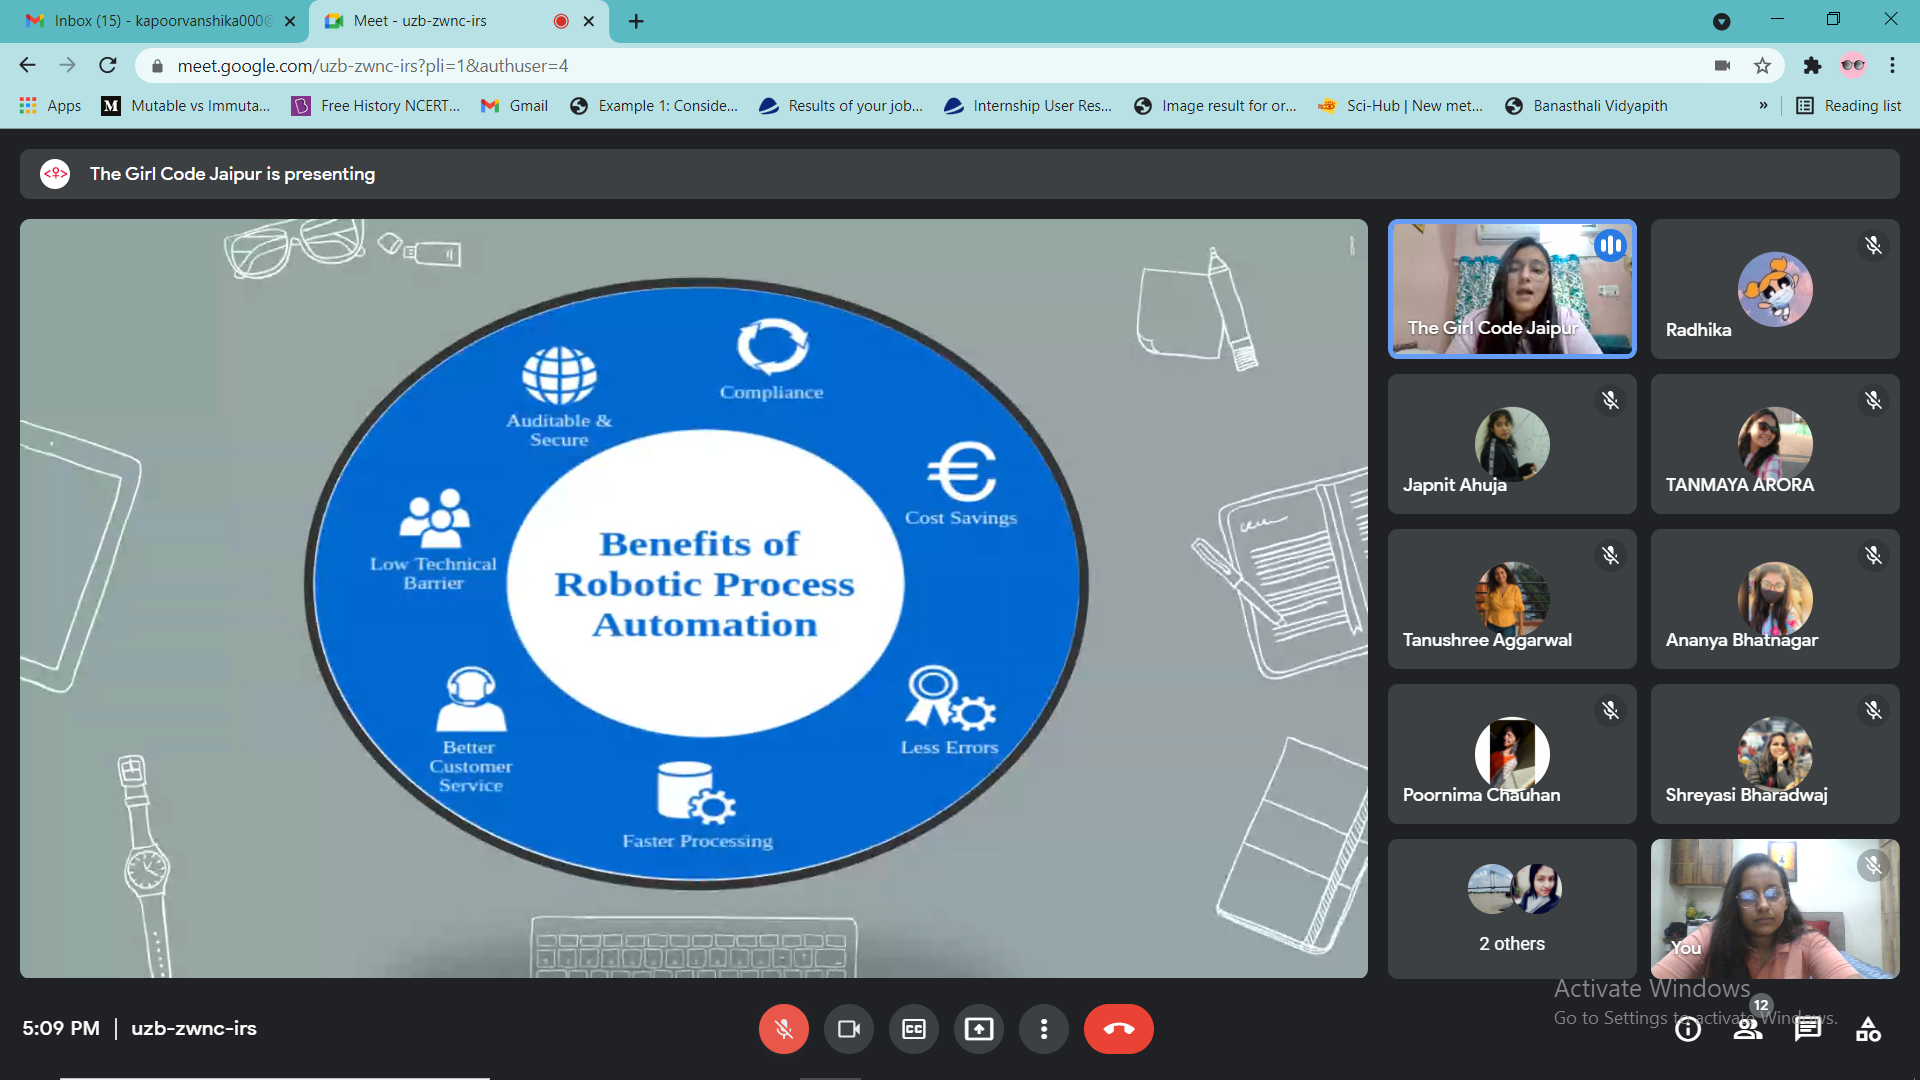 Inbox (15) - kapoorvanshika000@
Meet - uzb-zwnc-irs
meet.google.com/uzb-zwnc-irs?pli=1&authuser=4
Apps
Mutable vs Immuta...
Free History NCERT...
Gmail
Example 1: Conside...
Results of your job...
Internship User Res...
Image result for or...
Sci-Hub | New met...
Banasthali Vidyapith
»
Reading list
The Girl Code Jaipur is presenting
Compliance
Auditable &
Secure
Cost Savings
Low Technical
Barrier
Benefits of
Robotic Process
Automation
Better
Customer
Service
Less Errors
Faster Processing
The Girl Code Jaipur
Radhika
Japnit Ahuja
TANMAYA ARORA
Tanushree Aggarwal
Ananya Bhatnagar
Poornima Chauhan
Shreyasi Bharadwaj
2 others
You
Activate Windows
Go to Settings to activate Windows.
5:09 PM | uzb-zwnc-irs
CC
12